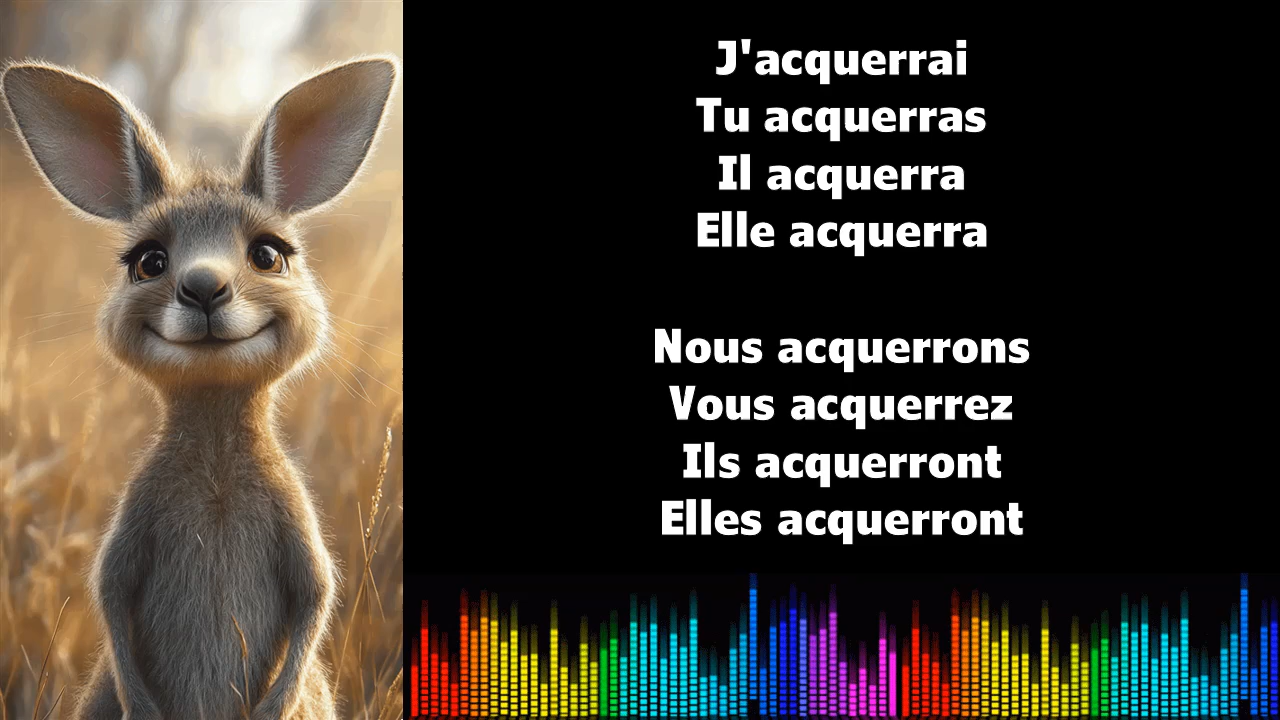 J'acquerrai
Tu acquerras
Il acquerra
Elle acquerra
Nous acquerrons
Vous acquerrez
Ils acquerront
Elles acquerront